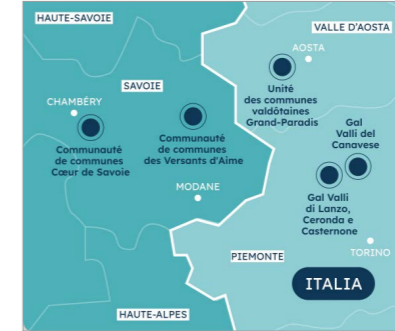 HAUTE-SAVOIE
VALLE D'AOSTA
AOSTA
SAVOIE
Unité
des communes
valdôtaines
Grand-Paradis
CHAMBÉRY
Communauté
de communes
Cœur de Savoie
Communauté
de communes
des Versants d'Aime
Gal
Valli del
Canavese
MODANE
Gal Valli
di Lanzo,
Ceronda e
Casternone
PIEMONTE
TORINO
ITALIA
HAUTE-ALPES